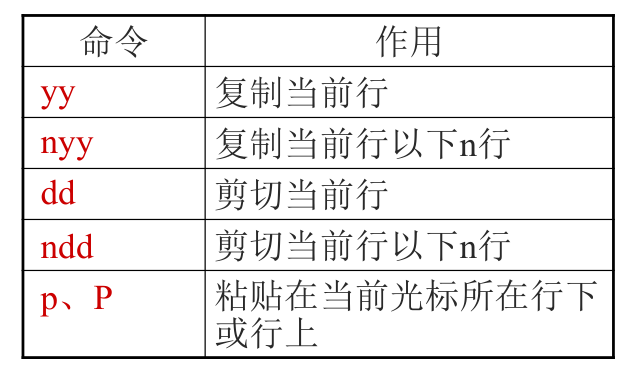 命令 作用
yy 复制当前行
nyy 复制当前行以下n行
dd 剪切当前行
ndd 剪切当前行以下n行
p、P 粘贴在当前光标所在行下
或行上